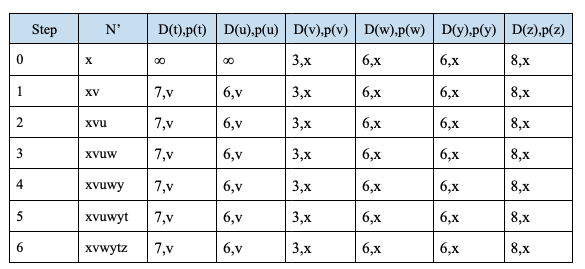 Step N’ D(t),p(t) D(u),p(u) D(v),p(v) D(w),p(w) D(y),p(y) D(z),p(z)
0 x ∞ ∞ 3,x 6,x 6,x 8,x
1 xv 7,v 6,v 3,x 6,x 6,x 8,x
2 xvu 7,v 6,v 3,x 6,x 6,x 8,x
3 xvuw 7,v 6,v 3,x 6,x 6,x 8,x
4 xvuwy 7,v 6,v 3,x 6,x 6,x 8,x
5 xvuwyt 7,v 6,v 3,x 6,x 6,x 8,x
6 xvwytz 7,v 6,v 3,x 6,x 6,x 8,x